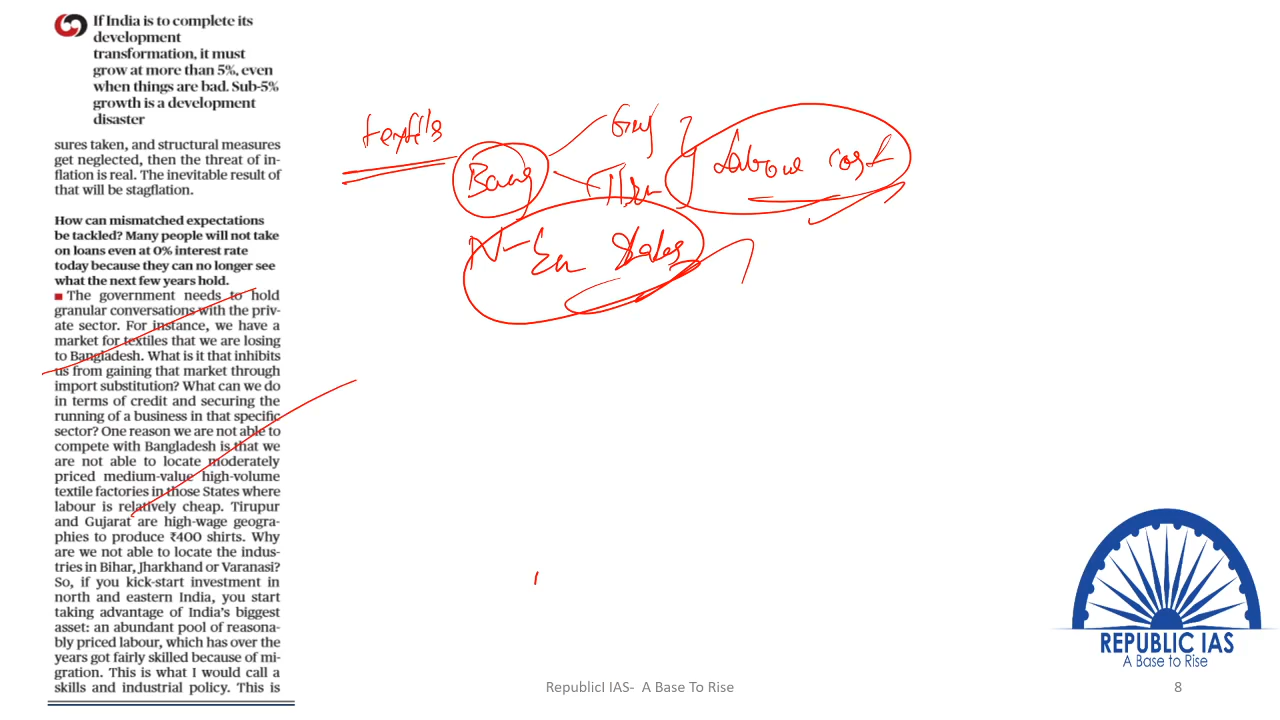 If India is to complete its
development
transformation, it must
grow at more than 5%, even
when things are bad. Sub-5%
growth is a development
disaster
sures taken, and structural measures
get neglected, then the threat of in-
flation is real. The inevitable result of
that will be stagflation.
How can mismatched expectations
be tackled? Many people will not take
on loans even at 0% interest rate
today because they can no longer see
what the next few years hold.
■ The government needs to hold
granular conversations with the priv-
ate sector. For instance, we have a
market for textiles that we are losing
to Bangladesh. What is it that inhibits
us from gaining that market through
import substitution? What can we do
in terms of credit and securing the
running of a business in that specific
sector? One reason we are not able to
compete with Bangladesh is that we
are not able to locate moderately
priced medium-value high-volume
textile factories in those States where
labour is relatively cheap. Tirupur
and Gujarat are high-wage geogra-
phies to produce ₹400 shirts. Why
are we not able to locate the indus-
tries in Bihar, Jharkhand or Varanasi?
So, if you kick-start investment in
north and eastern India, you start
taking advantage of India's biggest
asset: an abundant pool of reasona-
bly priced labour, which has over the
years got fairly skilled because of mi-
gration. This is what I would call a
skills and industrial policy. This is
textils
Bang
Guj
Labour cost
states
REPUBLIC IAS
A Base to Rise
RepublicI IAS- A Base To Rise
8